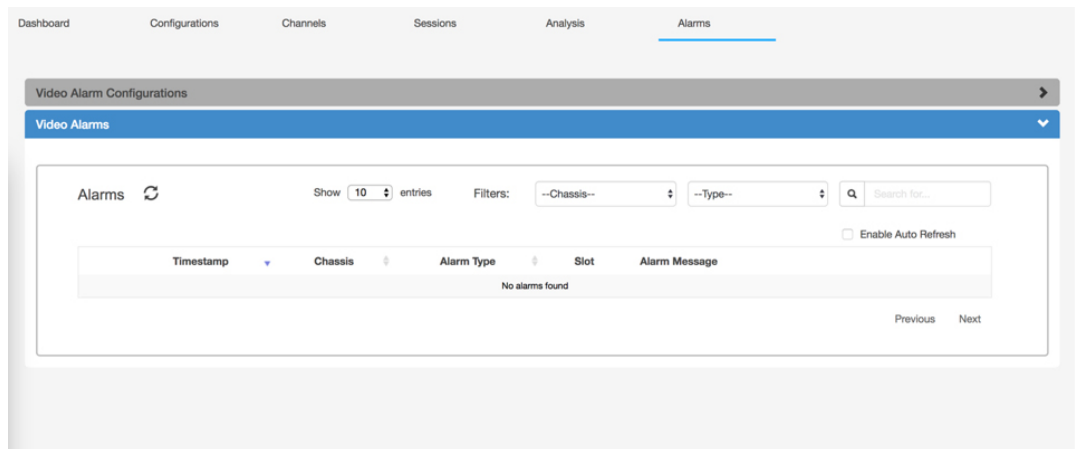 Dashboard Configurations Channels Sessions Analysis Alarms
Video Alarm Configurations
Video Alarms
Alarms Show 10 entries Filters: --Chassis-- --Type-- Search for...
Enable Auto Refresh
Timestamp Chassis Alarm Type Slot Alarm Message
No alarms found
Previous Next